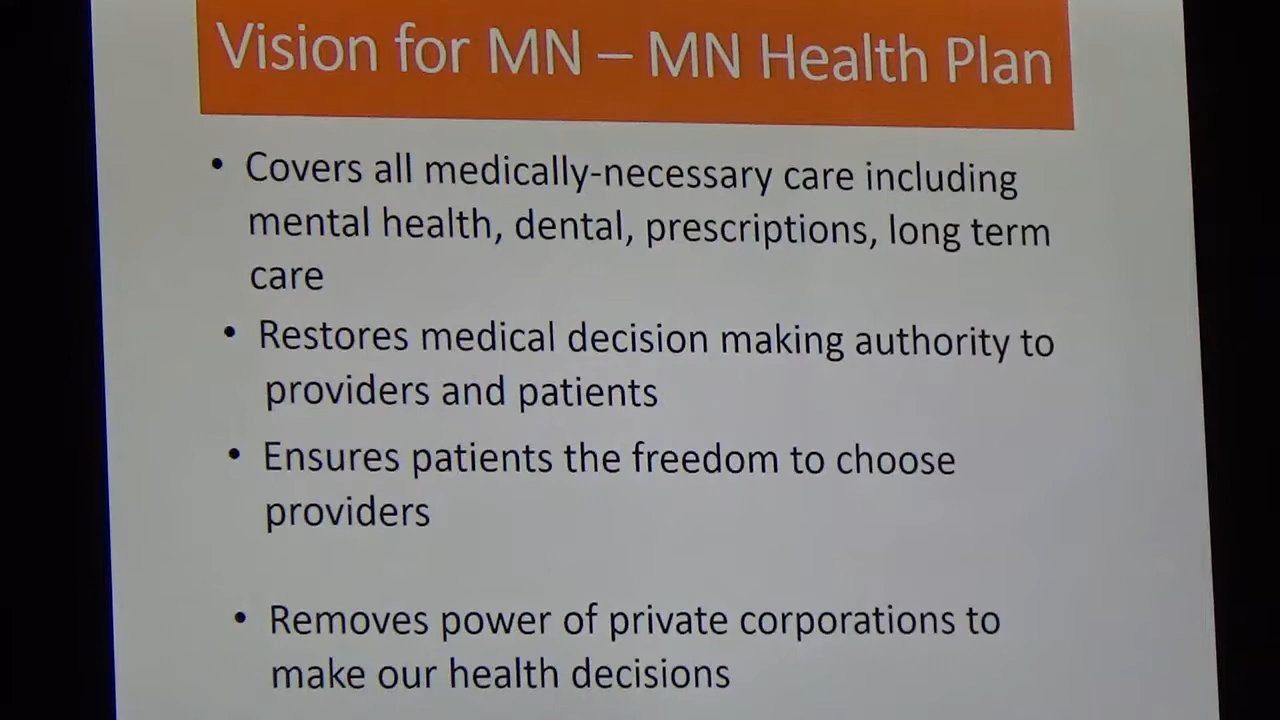 Vision for MN – MN Health Plan
• Covers all medically-necessary care including
mental health, dental, prescriptions, long term
care
• Restores medical decision making authority to
providers and patients
• Ensures patients the freedom to choose
providers
• Removes power of private corporations to
make our health decisions